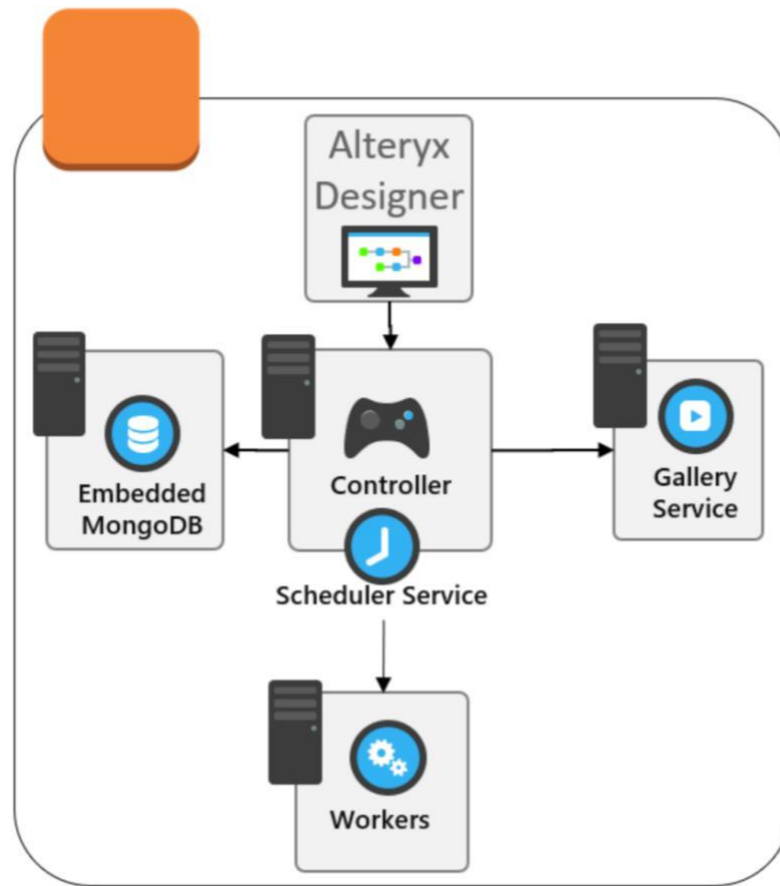 Alteryx
Designer
Embedded
MongoDB
Controller
Gallery
Service
Scheduler Service
Workers